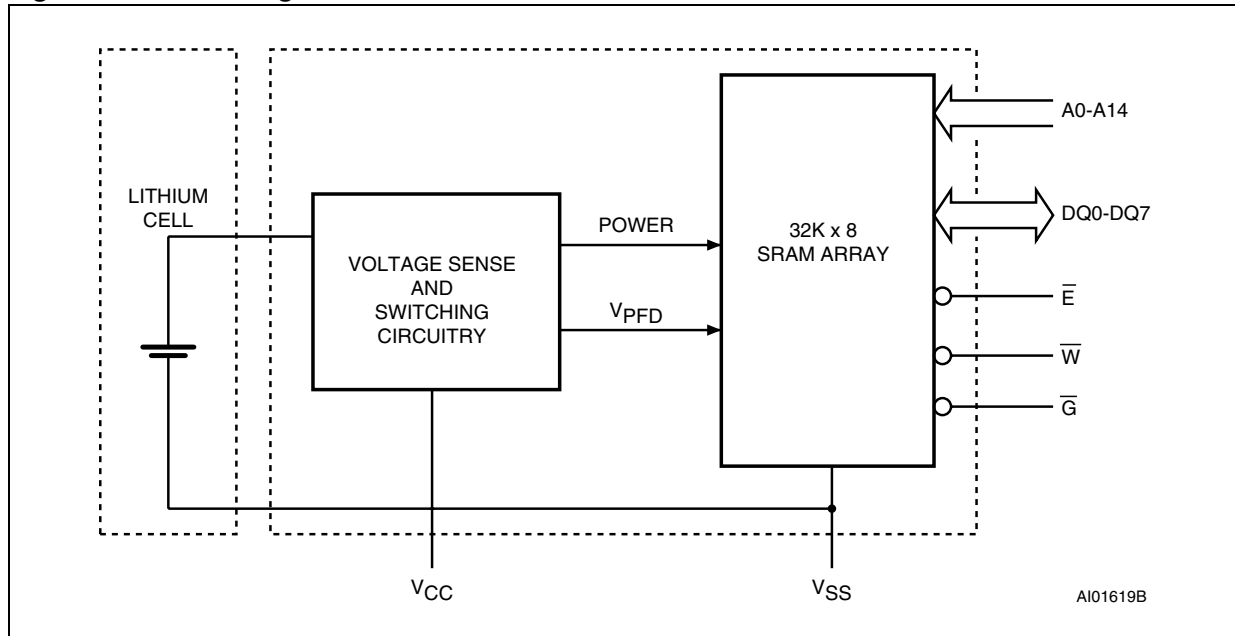 LITHIUM
CELL
VOLTAGE SENSE
AND
SWITCHING
CIRCUITRY
POWER
VPFD
32K x 8
SRAM ARRAY
A0-A14
DQ0-DQ7
E̅
W̅
G̅
VCC
VSS
AI01619B